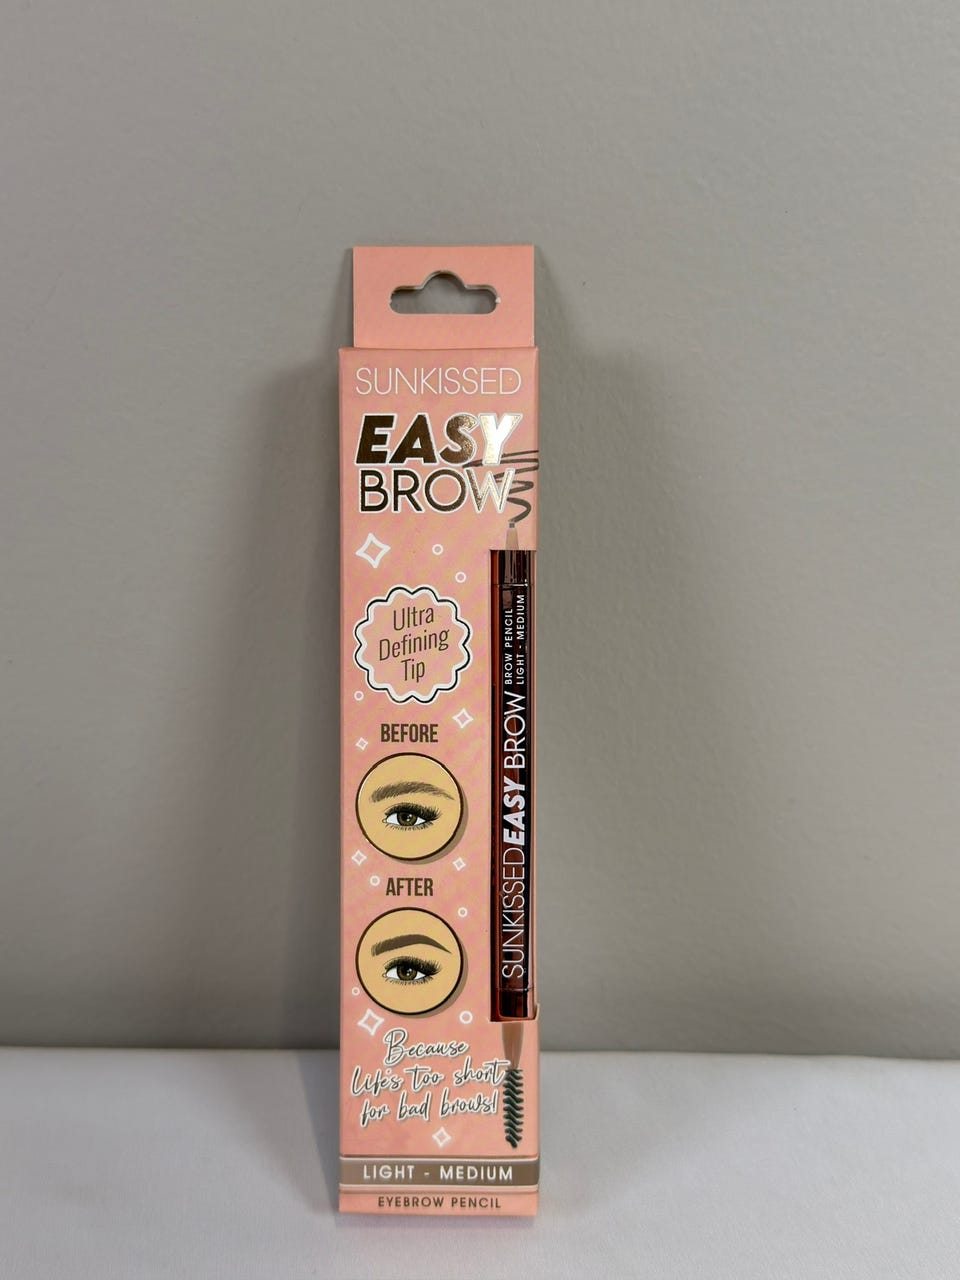 SUNKISSED
EASY
BROW
Ultra
Defining
Tip
BEFORE
AFTER
Because
Life's too short
for bad brows!
LIGHT - MEDIUM
EYEBROW PENCIL
SUNKISSED EASY BROW
BROW PENCIL
LIGHT - MEDIUM